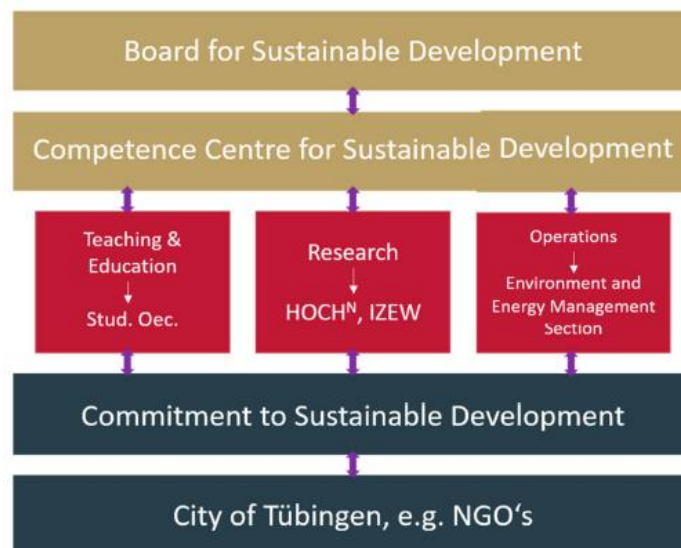 Board for Sustainable Development
Competence Centre for Sustainable Development
Teaching &
Education
Stud. Oec.
Research
HOCHᴺ, IZEW
Operations
Environment and
Energy Management
Section
Commitment to Sustainable Development
City of Tübingen, e.g. NGO‘s